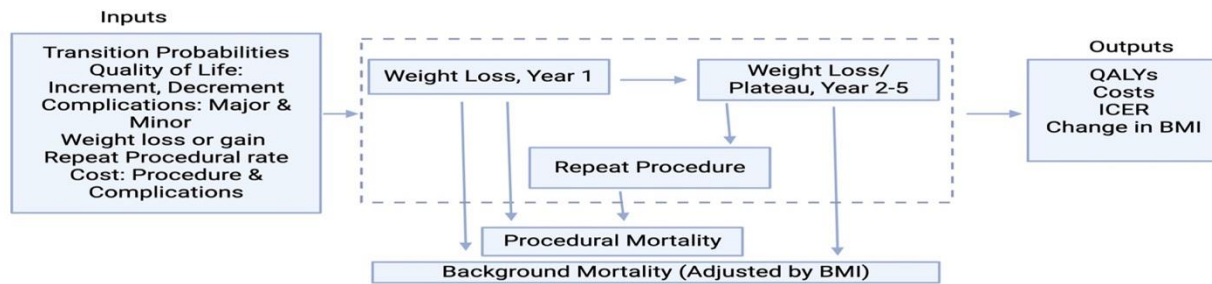 Inputs
Transition Probabilities
Quality of Life:
Increment, Decrement
Complications: Major &
Minor
Weight loss or gain
Repeat Procedural rate
Cost: Procedure &
Complications
Weight Loss, Year 1
Weight Loss/
Plateau, Year 2-5
Repeat Procedure
Procedural Mortality
Background Mortality (Adjusted by BMI)
Outputs
QALYs
Costs
ICER
Change in BMI